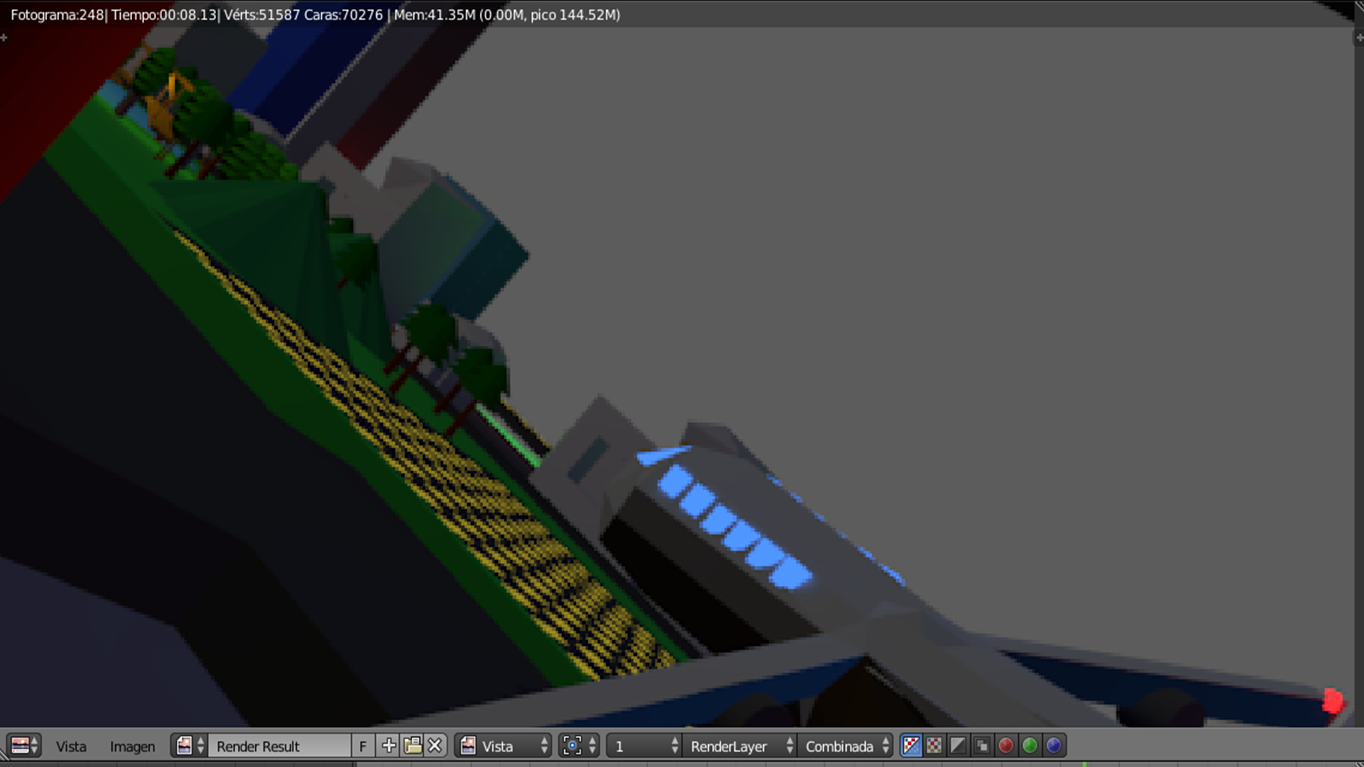 Fotograma:248| Tiempo:00:08.13| Vérts:51587 Caras:70276 | Mem:41.35M (0.00M, pico 144.52M)
Vista Imagen Render Result F Vista 1 RenderLayer Combinada